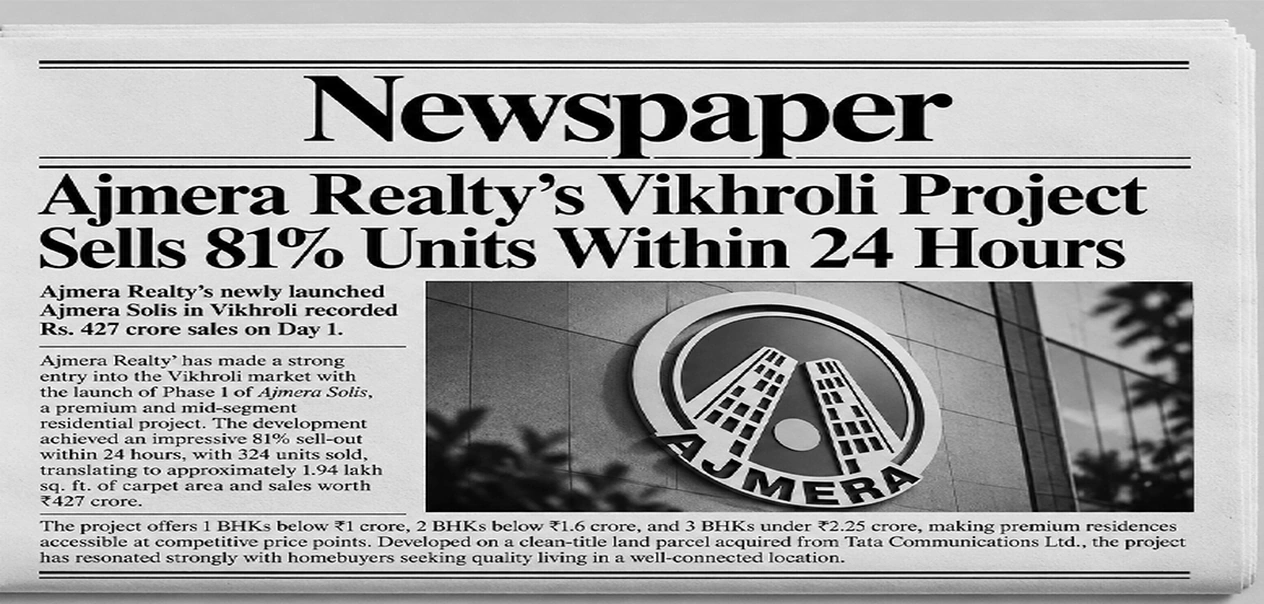 Newspaper
Ajmera Realty’s Vikhroli Project
Sells 81% Units Within 24 Hours
Ajmera Realty’s newly launched
Ajmera Solis in Vikhroli recorded
Rs. 427 crore sales on Day 1.
Ajmera Realty’ has made a strong
entry into the Vikhroli market with
the launch of Phase 1 of Ajmera Solis,
a premium and mid-segment
residential project. The development
achieved an impressive 81% sell-out
within 24 hours, with 324 units sold,
translating to approximately 1.94 lakh
sq. ft. of carpet area and sales worth
₹427 crore.
AJMERA
The project offers 1 BHKs below ₹1 crore, 2 BHKs below ₹1.6 crore, and 3 BHKs under ₹2.25 crore, making premium residences
accessible at competitive price points. Developed on a clean-title land parcel acquired from Tata Communications Ltd., the project
has resonated strongly with homebuyers seeking quality living in a well-connected location.